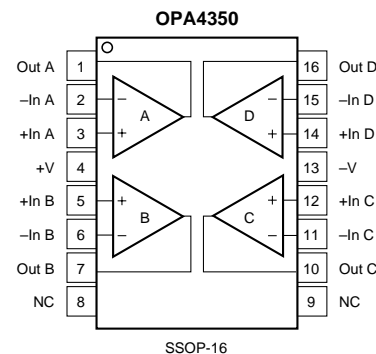 OPA4350
Out A 1 16 Out D
–In A 2 – – 15 –In D
+In A 3 + A D + 14 +In D
+V 4 13 –V
+In B 5 + B C + 12 +In C
–In B 6 – – 11 –In C
Out B 7 10 Out C
NC 8 9 NC
SSOP-16